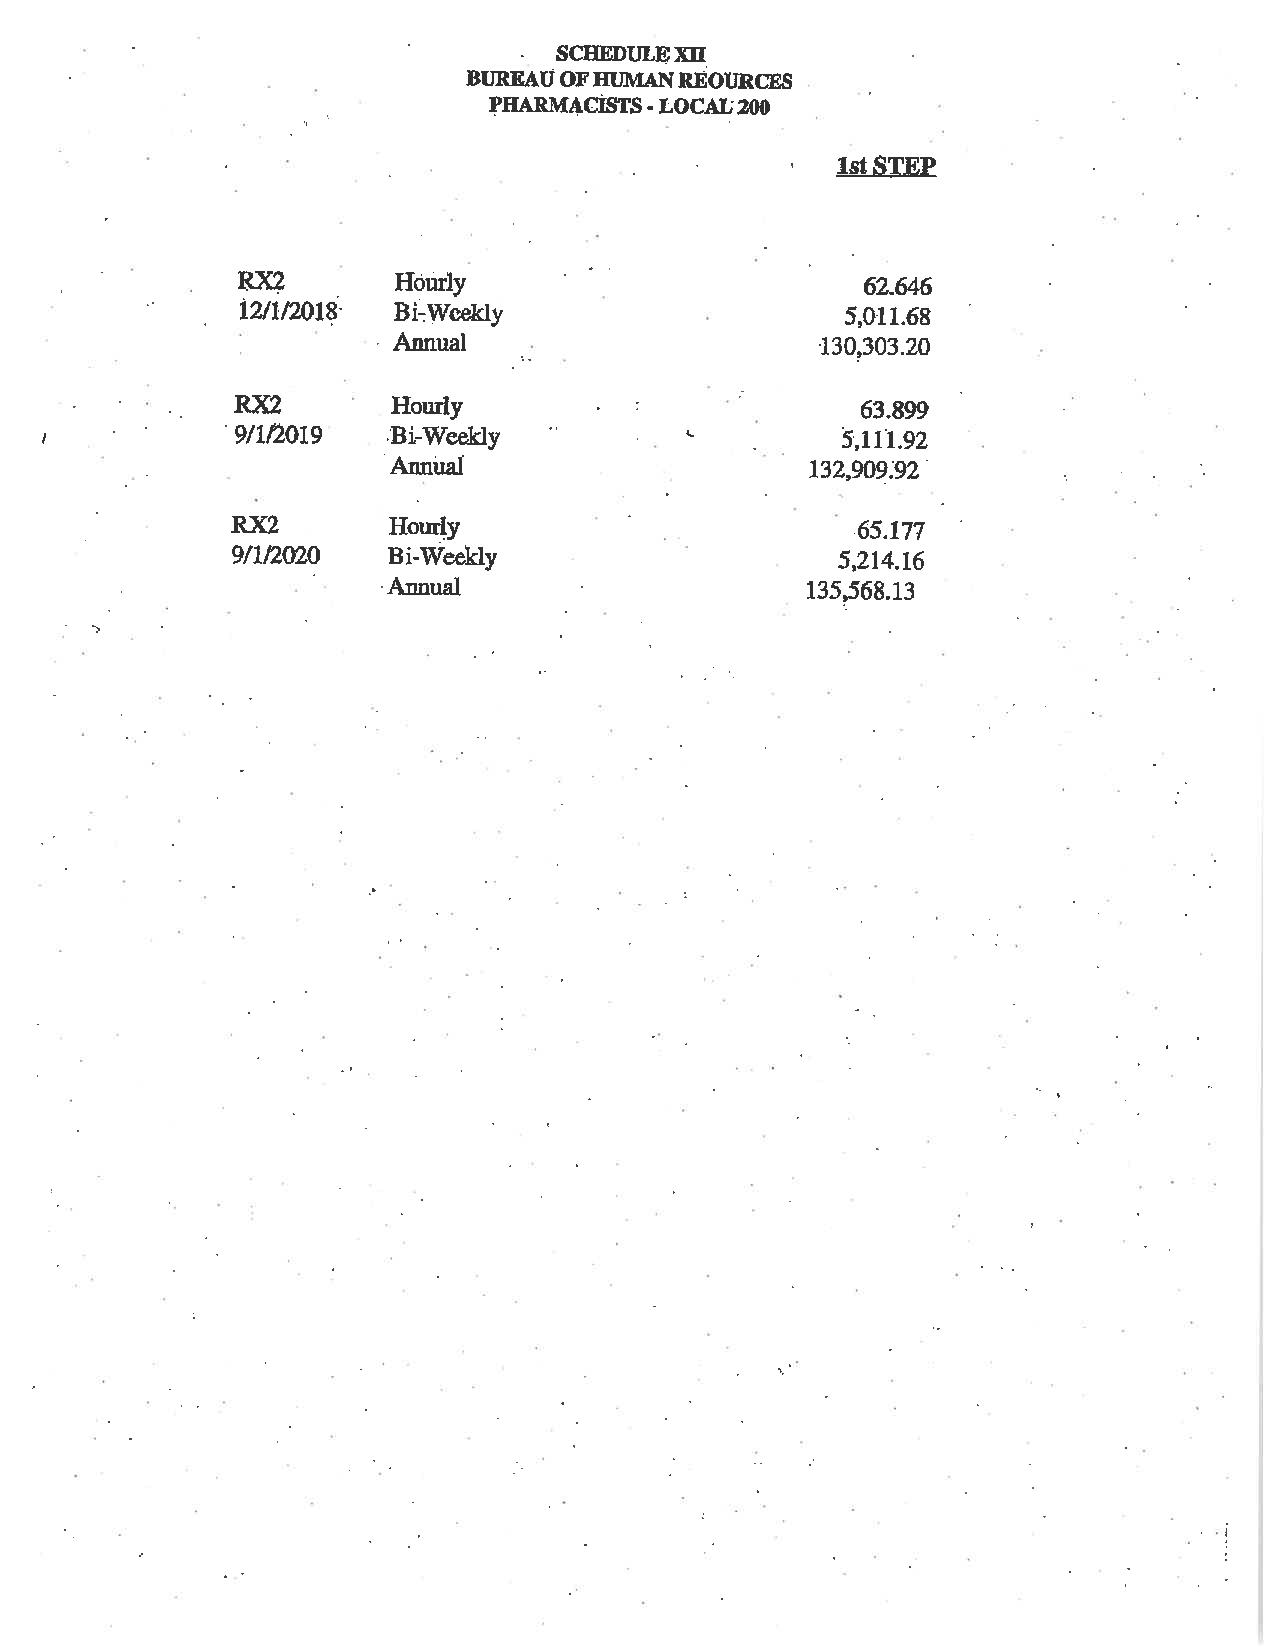 SCHEDULE XII
BUREAU OF HUMAN REOURCES
PHARMACISTS - LOCAL 200
1st STEP
RX2 Hourly 62.646
12/1/2018 Bi-Weekly 5,011.68
Annual 130,303.20
RX2 Hourly 63.899
9/1/2019 Bi-Weekly 5,111.92
Annual 132,909.92
RX2 Hourly 65.177
9/1/2020 Bi-Weekly 5,214.16
Annual 135,568.13